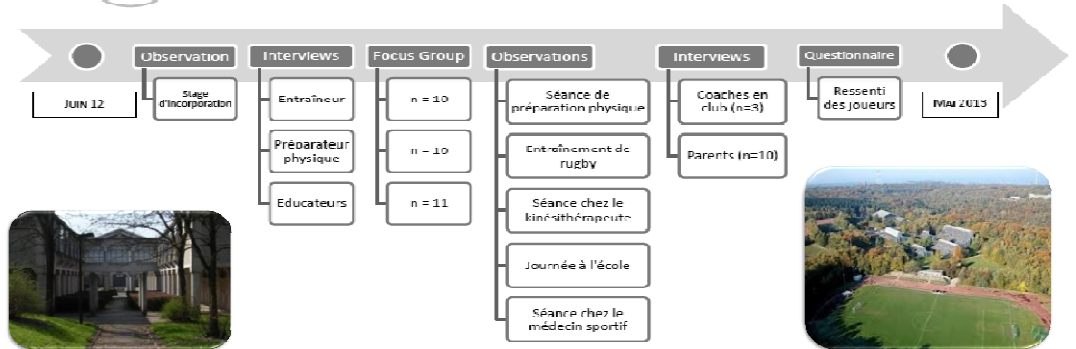 Observation
Interviews
Focus Group
Observations
Interviews
Questionnaire
JUIN 12
Stage
d'incorporation
Entraîneur
Préparateur
physique
Educateurs
n = 10
n = 10
n = 11
Séance de
préparation physique
Entraînement de
rugby
Séance chez le
kinésithérapeute
Journée à l'école
Séance chez le
médecin sportif
Coaches en
club (n=3)
Parents (n=10)
Ressenti
des joueurs
MAI 2013